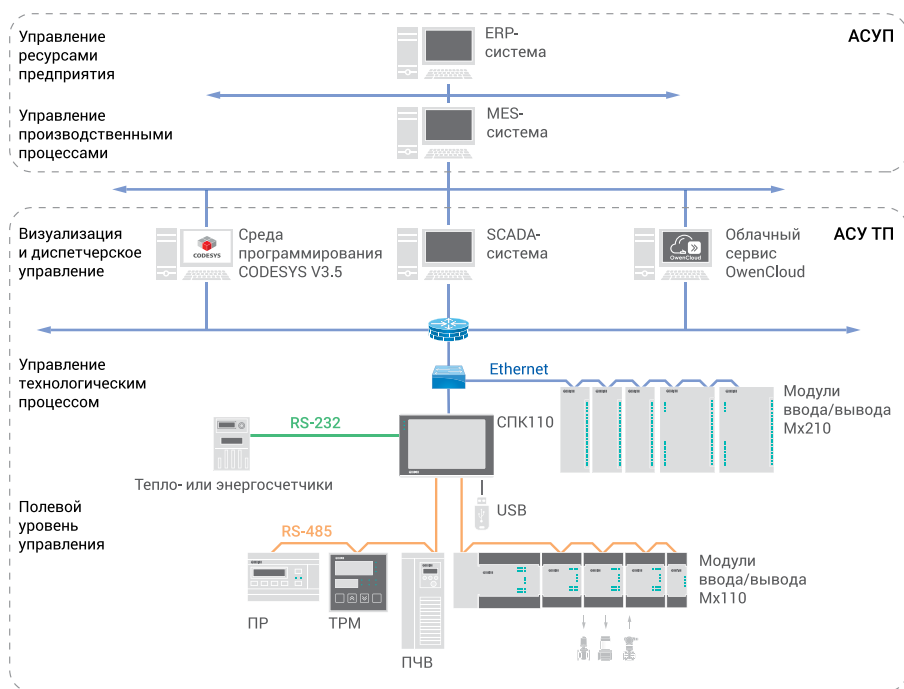 Управление
ресурсами
предприятия
ERP-
система
АСУП
Управление
производственными
процессами
MES-
система
Визуализация
и диспетчерское
управление
CODESYS
Среда
программирования
CODESYS V3.5
SCADA-
система
OwenCloud
Облачный
сервис
OwenCloud
АСУ ТП
Управление
технологическим
процессом
Ethernet
Модули
ввода/вывода
Мх210
RS-232
СПК110
Тепло- или энергосчетчики
USB
Полевой
уровень
управления
RS-485
Модули
ввода/вывода
Мх110
ПР
ТРМ
ПЧВ